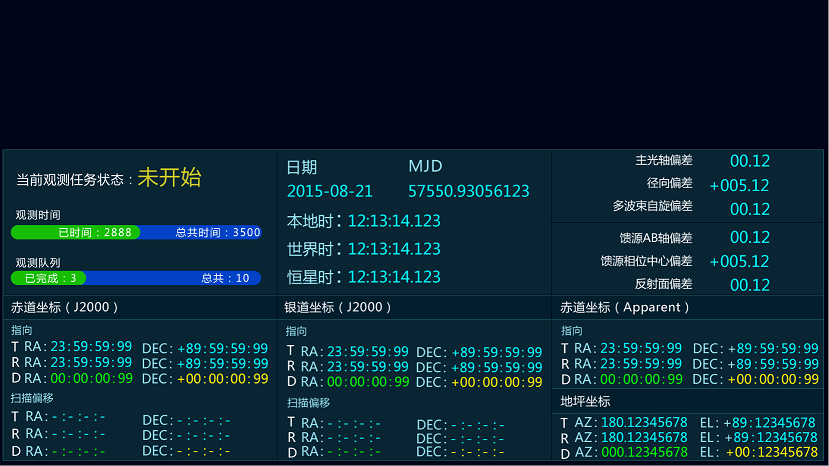 当前观测任务状态：未开始
观测时间
已时间：2888 总共时间：3500
观测队列
已完成：3 总共：10
日期 MJD
2015-08-21 57550.93056123
本地时：12:13:14.123
世界时：12:13:14.123
恒星时：12:13:14.123
主光轴偏差 00.12
径向偏差 +005.12
多波束自旋偏差 00.12
馈源AB轴偏差 00.12
馈源相位中心偏差 +005.12
反射面偏差 00.12
赤道坐标（J2000）
指向
T RA: 23:59:59:99 DEC: +89:59:59:99
R RA: 23:59:59:99 DEC: +89:59:59:99
D RA: 00:00:00:99 DEC: +00:00:00:99
扫描偏移
T RA: - : - : - : - DEC: - : - : - : -
R RA: - : - : - : - DEC: - : - : - : -
D RA: - : - : - : - DEC: - : - : - : -
银道坐标（J2000）
指向
T RA: 23:59:59:99 DEC: +89:59:59:99
R RA: 23:59:59:99 DEC: +89:59:59:99
D RA: 00:00:00:99 DEC: +00:00:00:99
扫描偏移
T RA: - : - : - : - DEC: - : - : - : -
R RA: - : - : - : - DEC: - : - : - : -
D RA: - : - : - : - DEC: - : - : - : -
赤道坐标（Apparent）
指向
T RA: 23:59:59:99 DEC: +89:59:59:99
R RA: 23:59:59:99 DEC: +89:59:59:99
D RA: 00:00:00:99 DEC: +00:00:00:99
地坪坐标
T AZ: 180.12345678 EL: +89:12345678
R AZ: 180.12345678 EL: +89:12345678
D AZ: 000.12345678 EL: +00:12345678